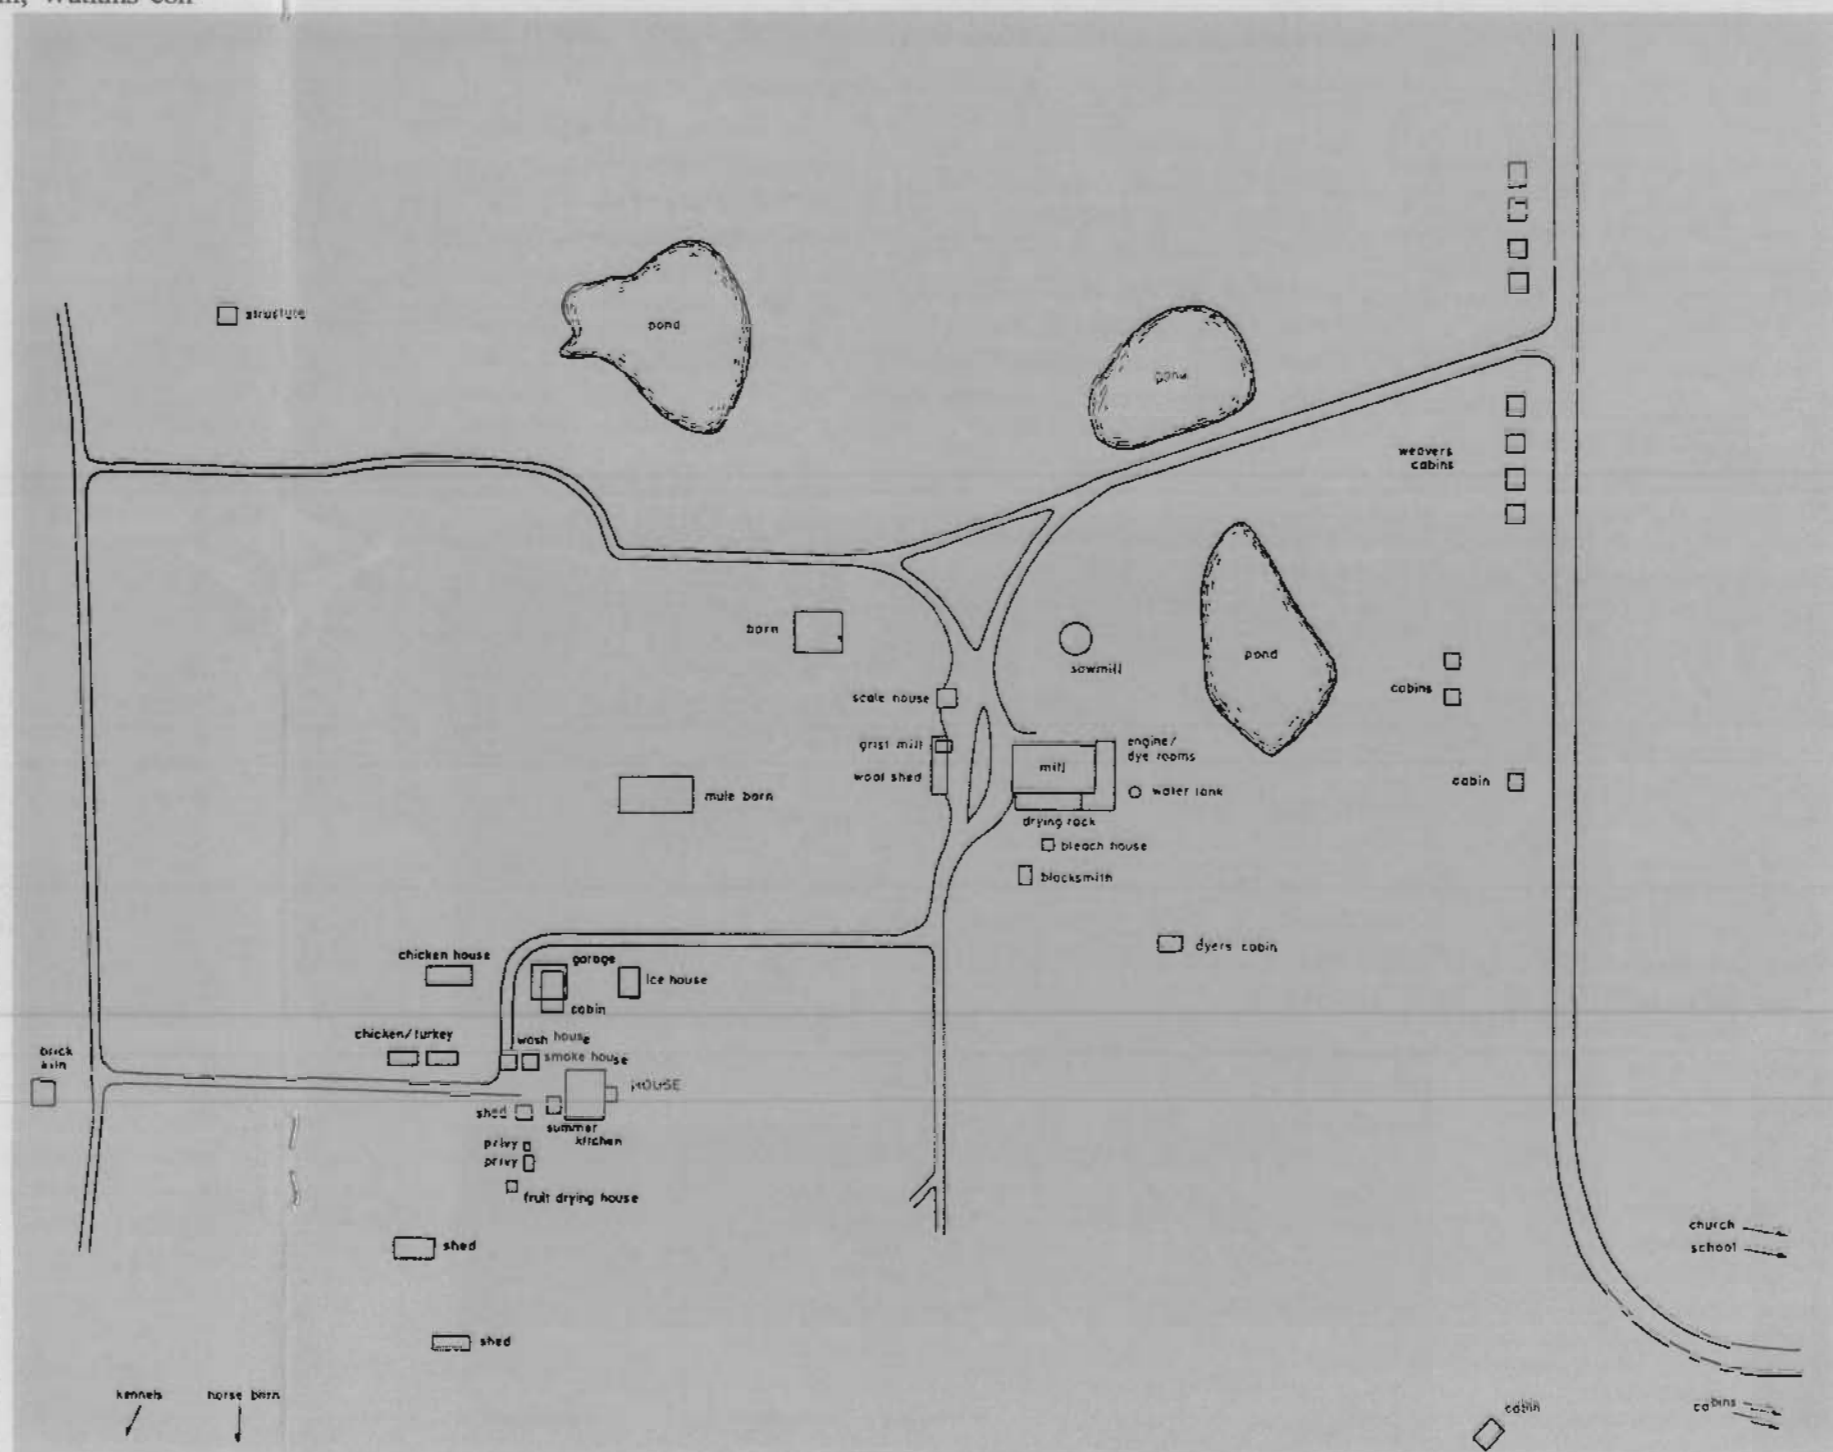 Watkins con-
structure
pond
pond
weavers
cabins
barn
sawmill
pond
cabins
scale house
grist mill
wool shed
mill
engine/
dye rooms
water tank
cabin
mule barn
drying rack
bleach house
blacksmith
dyers cabin
chicken house
garage
ice house
cabin
chicken/turkey
wash house
smoke house
brick
kiln
HOUSE
shed
summer
kitchen
privy
privy
fruit drying house
shed
church
school
shed
kennels
horse barn
cabin
cabins